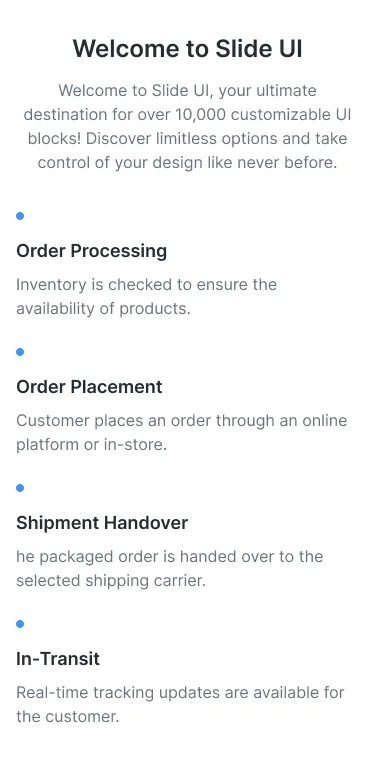 Welcome to Slide UI
Welcome to Slide UI, your ultimate
destination for over 10,000 customizable UI
blocks! Discover limitless options and take
control of your design like never before.
Order Processing
Inventory is checked to ensure the
availability of products.
Order Placement
Customer places an order through an online
platform or in-store.
Shipment Handover
he packaged order is handed over to the
selected shipping carrier.
In-Transit
Real-time tracking updates are available for
the customer.